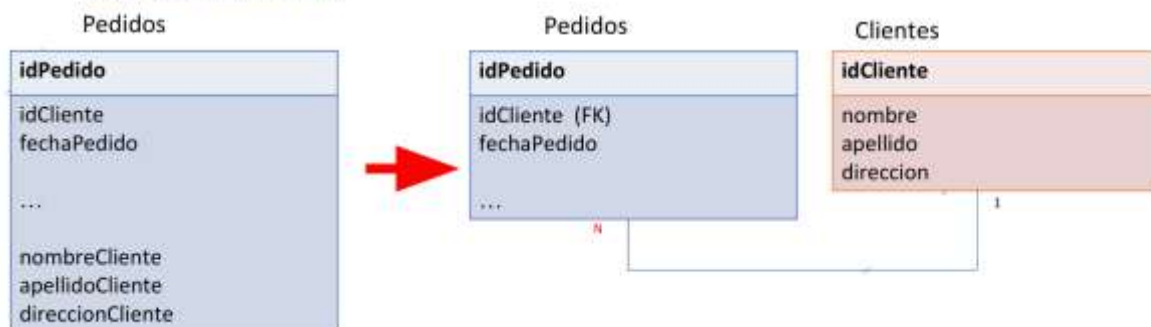 Pedidos
idPedido
idCliente
fechaPedido
...
nombreCliente
apellidoCliente
direccionCliente
Pedidos
idPedido
idCliente (FK)
fechaPedido
...
N
Clientes
idCliente
nombre
apellido
direccion
1